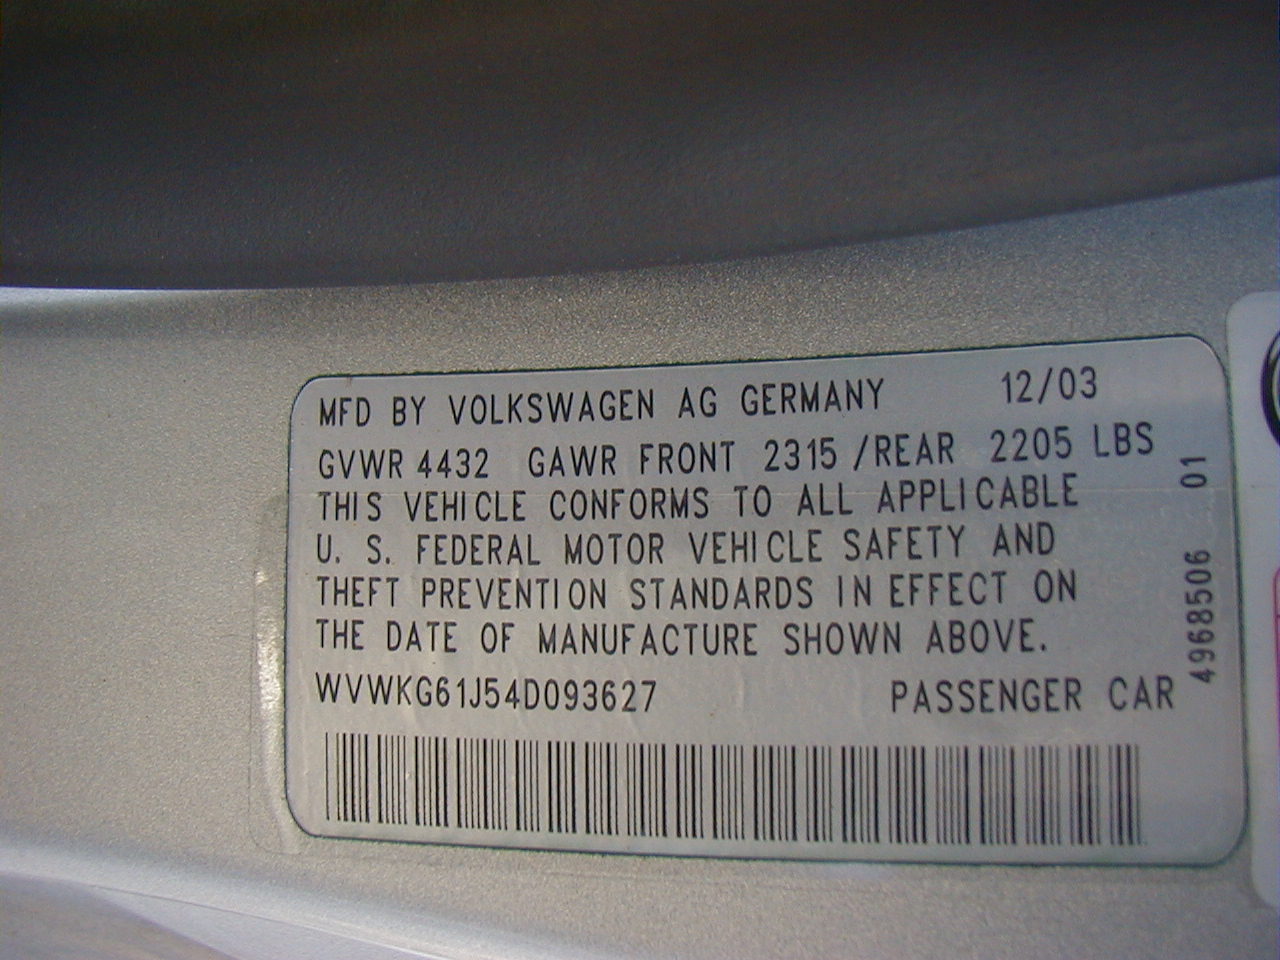 MFD BY VOLKSWAGEN AG GERMANY 12/03
GVWR 4432 GAWR FRONT 2315 /REAR 2205 LBS
THIS VEHICLE CONFORMS TO ALL APPLICABLE
U. S. FEDERAL MOTOR VEHICLE SAFETY AND
THEFT PREVENTION STANDARDS IN EFFECT ON
THE DATE OF MANUFACTURE SHOWN ABOVE.
WVWKG61J54D093627 PASSENGER CAR
4968506 01